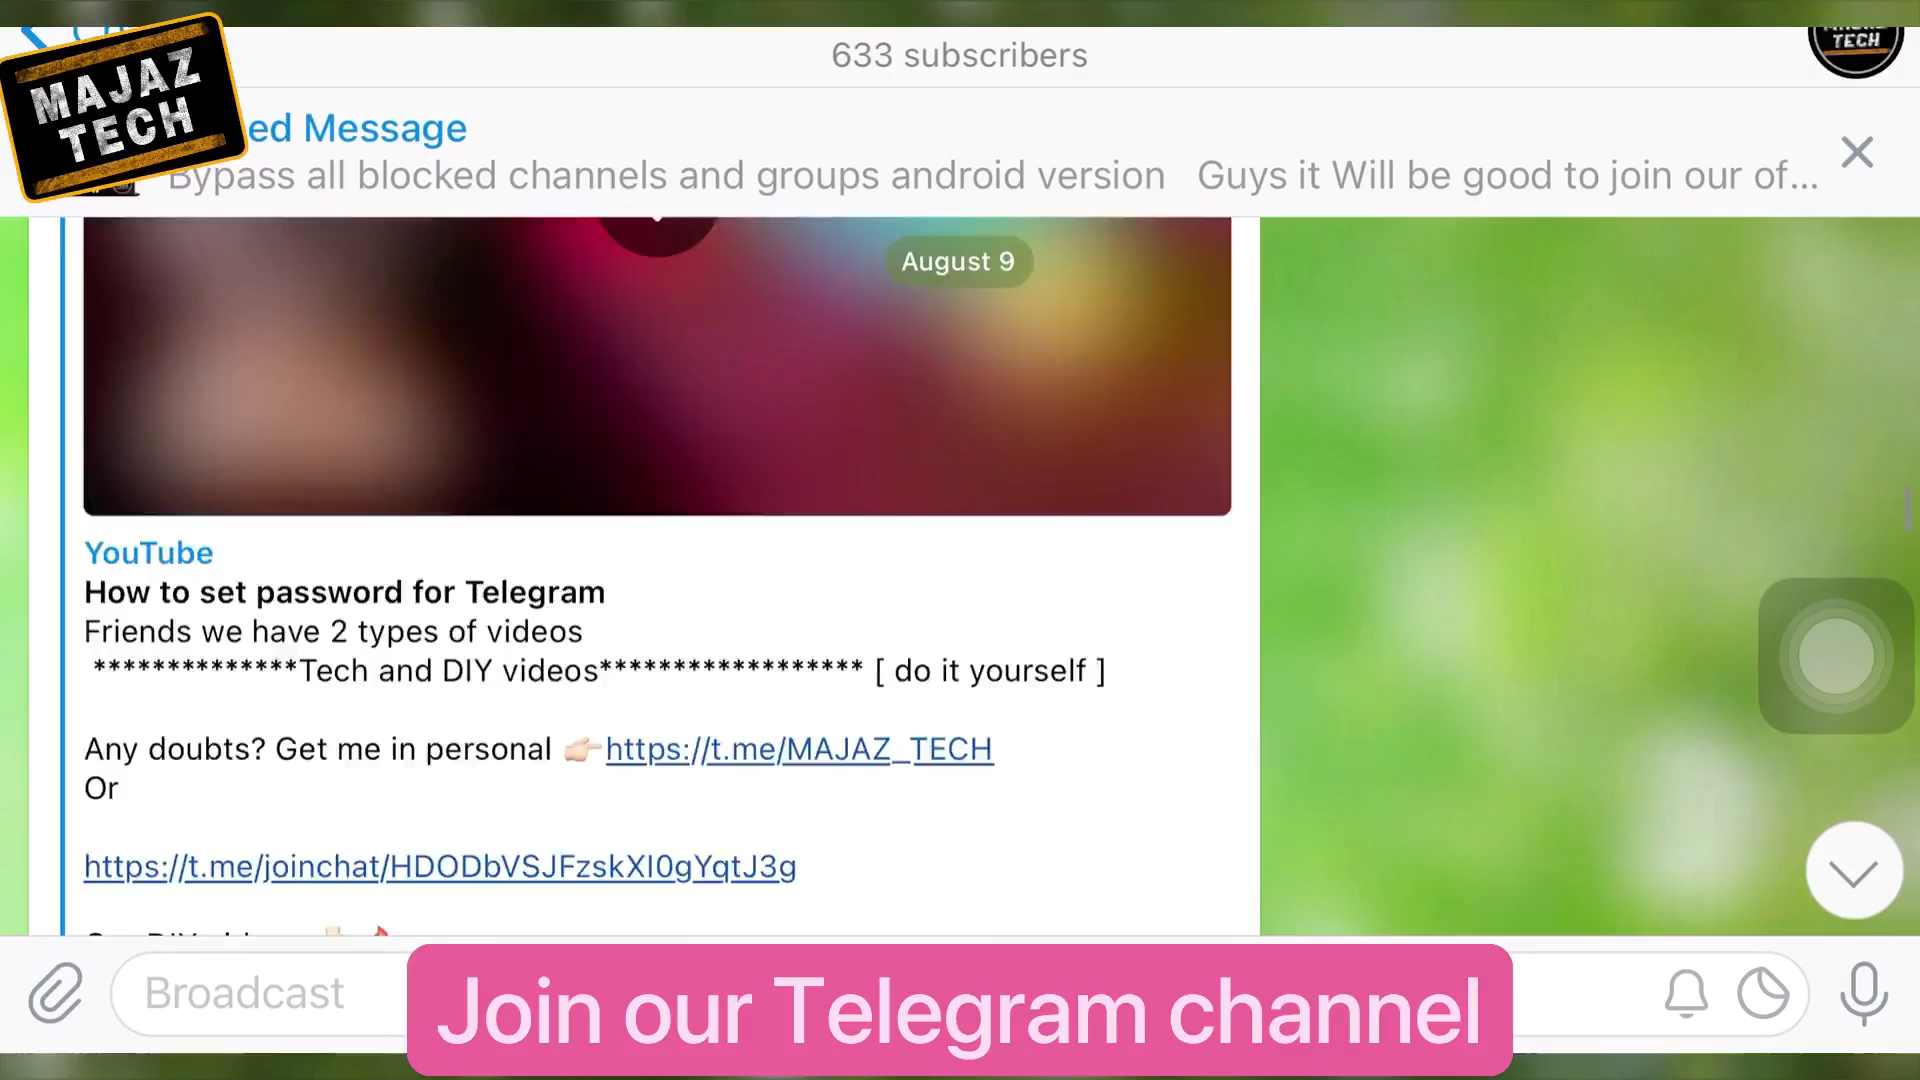 633 subscribers
MAJAZ
TECH
TECH
ed Message
Bypass all blocked channels and groups android version Guys it Will be good to join our of...
August 9
YouTube
How to set password for Telegram
Friends we have 2 types of videos
**************Tech and DIY videos****************** [ do it yourself ]
Any doubts? Get me in personal 👉🏻https://t.me/MAJAZ_TECH
Or
https://t.me/joinchat/HDODbVSJFzskXI0gYqtJ3g
Broadcast
Join our Telegram channel